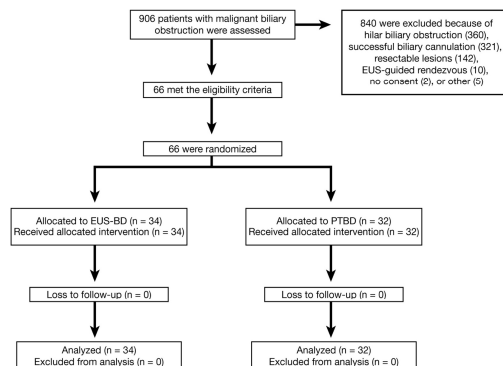 906 patients with malignant biliary
obstruction were assessed
840 were excluded because of
hilar biliary obstruction (360),
successful biliary cannulation (321),
resectable lesions (142),
EUS-guided rendezvous (10),
no consent (2), or other (5)
66 met the eligibility criteria
66 were randomized
Allocated to EUS-BD (n = 34)
Received allocated intervention (n = 34)
Allocated to PTBD (n = 32)
Received allocated intervention (n = 32)
Loss to follow-up (n = 0)
Loss to follow-up (n = 0)
Analyzed (n = 34)
Excluded from analysis (n = 0)
Analyzed (n = 32)
Excluded from analysis (n = 0)